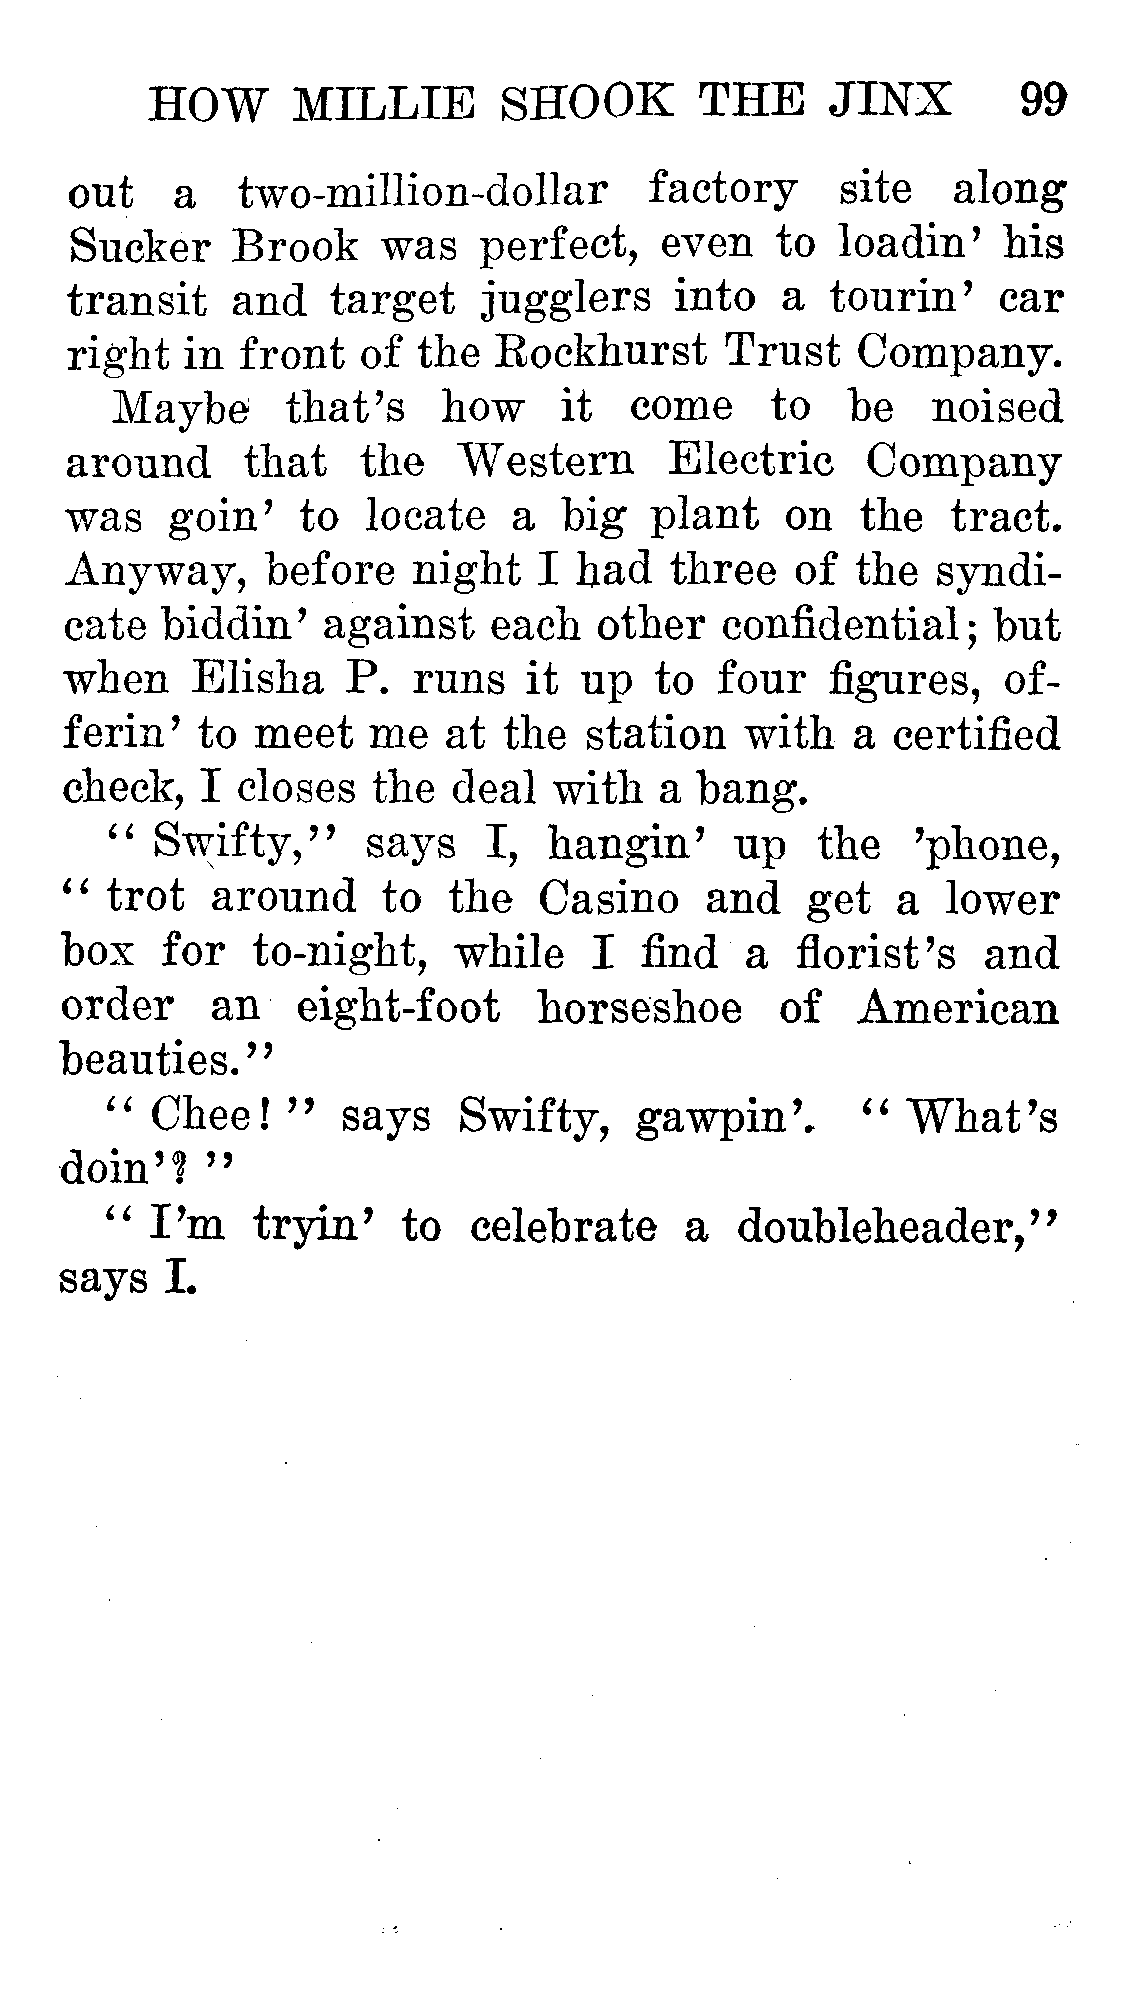 HOW MILLIE SHOOK THE JINX 99
out a two-million-dollar factory site along
Sucker Brook was perfect, even to loadin' his
transit and target jugglers into a tourin' car
right in front of the Rockhurst Trust Company.
Maybe that's how it come to be noised
around that the Western Electric Company
was goin' to locate a big plant on the tract.
Anyway, before night I had three of the syndi-
cate biddin' against each other confidential; but
when Elisha P. runs it up to four figures, of-
ferin' to meet me at the station with a certified
check, I closes the deal with a bang.
"Swifty," says I, hangin' up the 'phone,
"trot around to the Casino and get a lower
box for to-night, while I find a florist's and
order an eight-foot horseshoe of American
beauties."
"Chee!" says Swifty, gawpin'. "What's
doin'?"
"I'm tryin' to celebrate a doubleheader,"
says I.